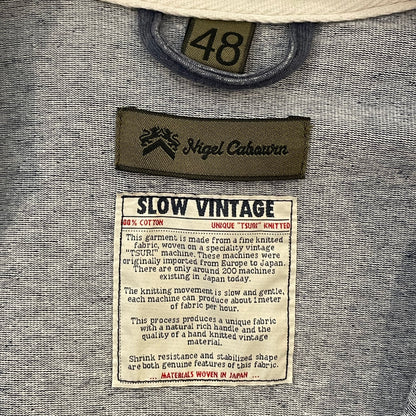 48
Nigel Cabourn
SLOW VINTAGE
100% COTTON UNIQUE "TSURI" KNITTED
This garment is made from a fine knitted
fabric, woven on a speciality vintage
"TSURI" machine. These machines were
originally imported from Europe to Japan.
There are only around 200 machines
existing in Japan today.
The knitting movement is slow and gentle,
each machine can produce about 1 meter
of fabric per hour.
This process produces a unique fabric
with a natural rich handle and the
quality of a hand knitted vintage
material.
Shrink resistance and stabilized shape
are both genuine features of this fabric.
... MATERIALS WOVEN IN JAPAN ...